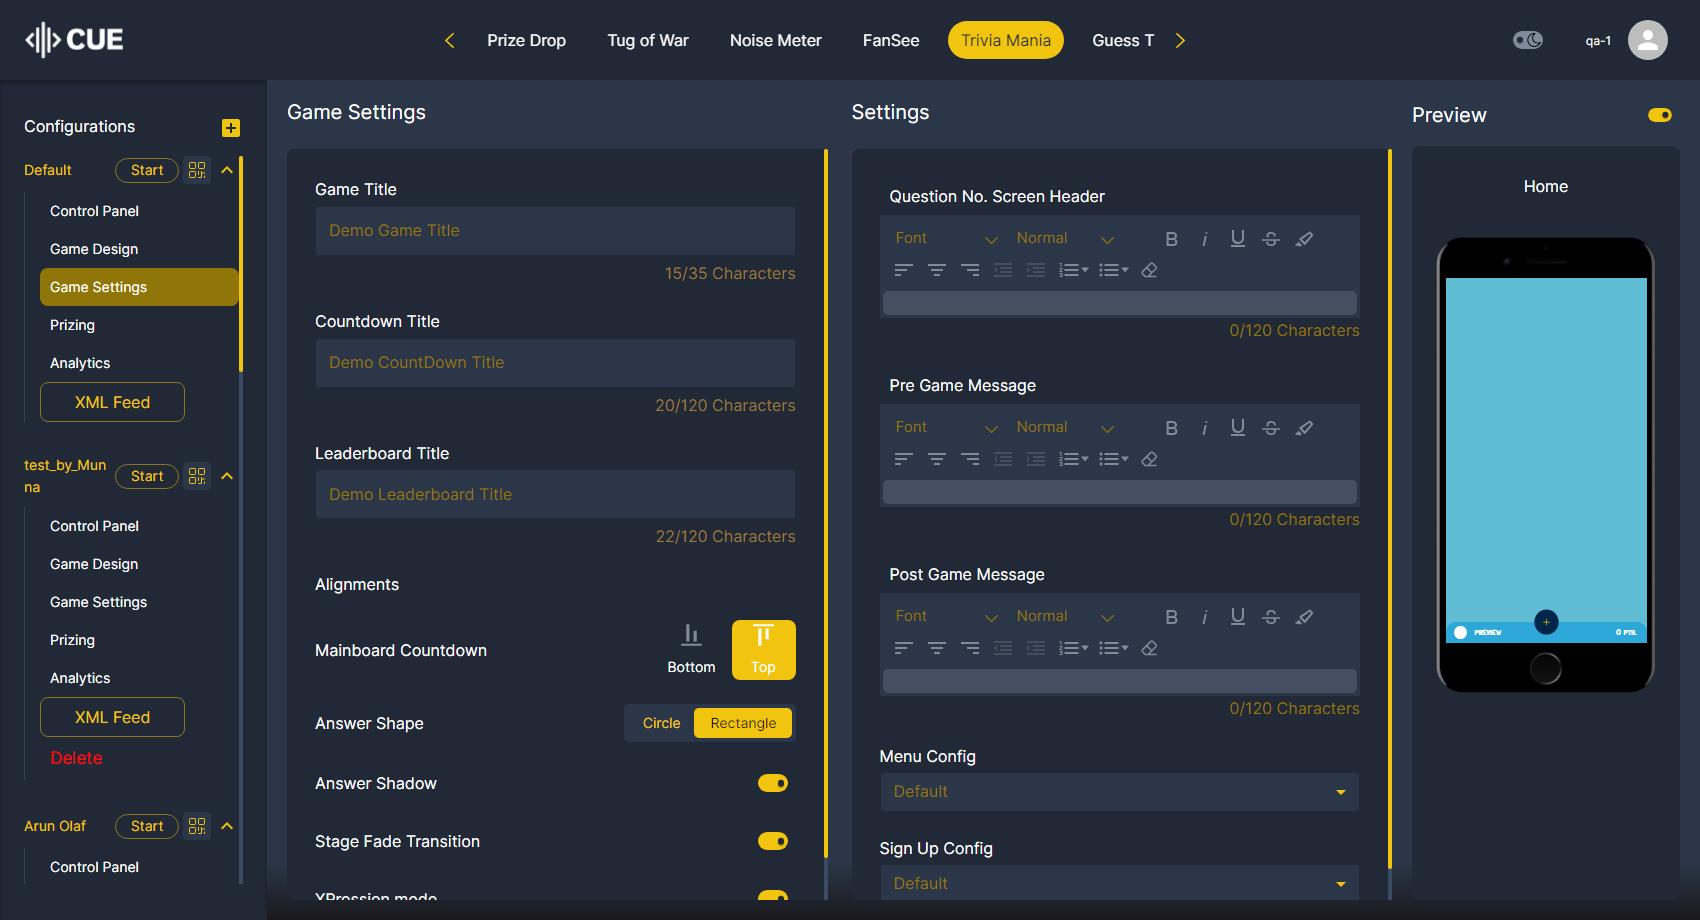 CUE
Prize Drop
Tug of War
Noise Meter
FanSee
Trivia Mania
Guess T
qa-1
Configurations
Default
Start
Control Panel
Game Design
Game Settings
Prizing
Analytics
XML Feed
test_by_Mun
na
Start
Control Panel
Game Design
Game Settings
Prizing
Analytics
XML Feed
Delete
Arun Olaf
Start
Control Panel
Game Settings
Game Title
Demo Game Title
15/35 Characters
Countdown Title
Demo CountDown Title
20/120 Characters
Leaderboard Title
Demo Leaderboard Title
22/120 Characters
Alignments
Mainboard Countdown
Bottom
Top
Answer Shape
Circle
Rectangle
Answer Shadow
Stage Fade Transition
XPression mode
Settings
Question No. Screen Header
Font
Normal
B i U S
0/120 Characters
Pre Game Message
Font
Normal
B i U S
0/120 Characters
Post Game Message
Font
Normal
B i U S
0/120 Characters
Menu Config
Default
Sign Up Config
Default
Preview
Home
PREVIEW
0 PTS.